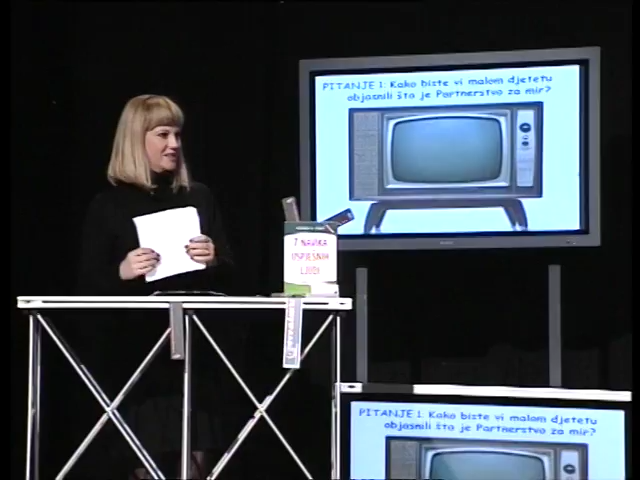 PITANJE 1: Kako biste vi malom djetetu
objasnili što je Partnerstvo za mir?
7 NAVIKA
USPJEŠNIH
LJUDI
PITANJE 1: Kako biste vi malom djetetu
objasnili što je Partnerstvo za mir?